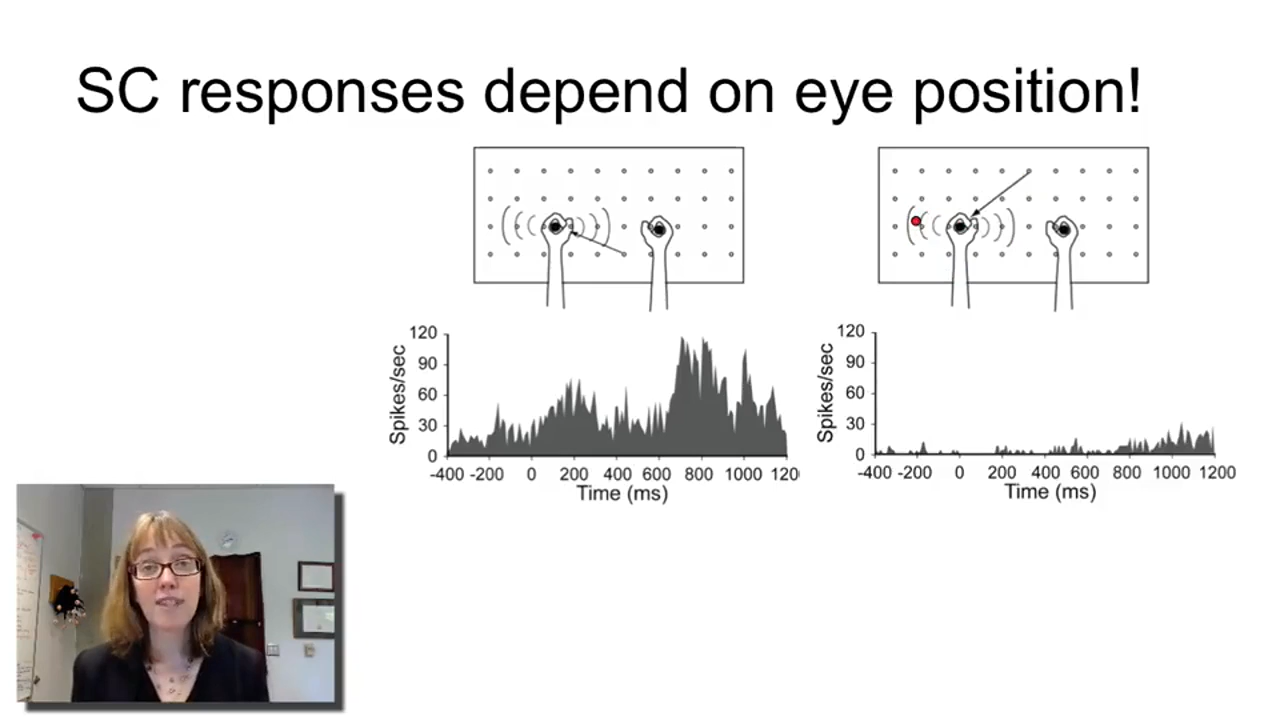 SC responses depend on eye position!
120
90
60
30
0
Spikes/sec
-400 -200 0 200 400 600 800 1000 120
Time (ms)
120
90
60
30
0
Spikes/sec
-400 -200 0 200 400 600 800 1000 1200
Time (ms)